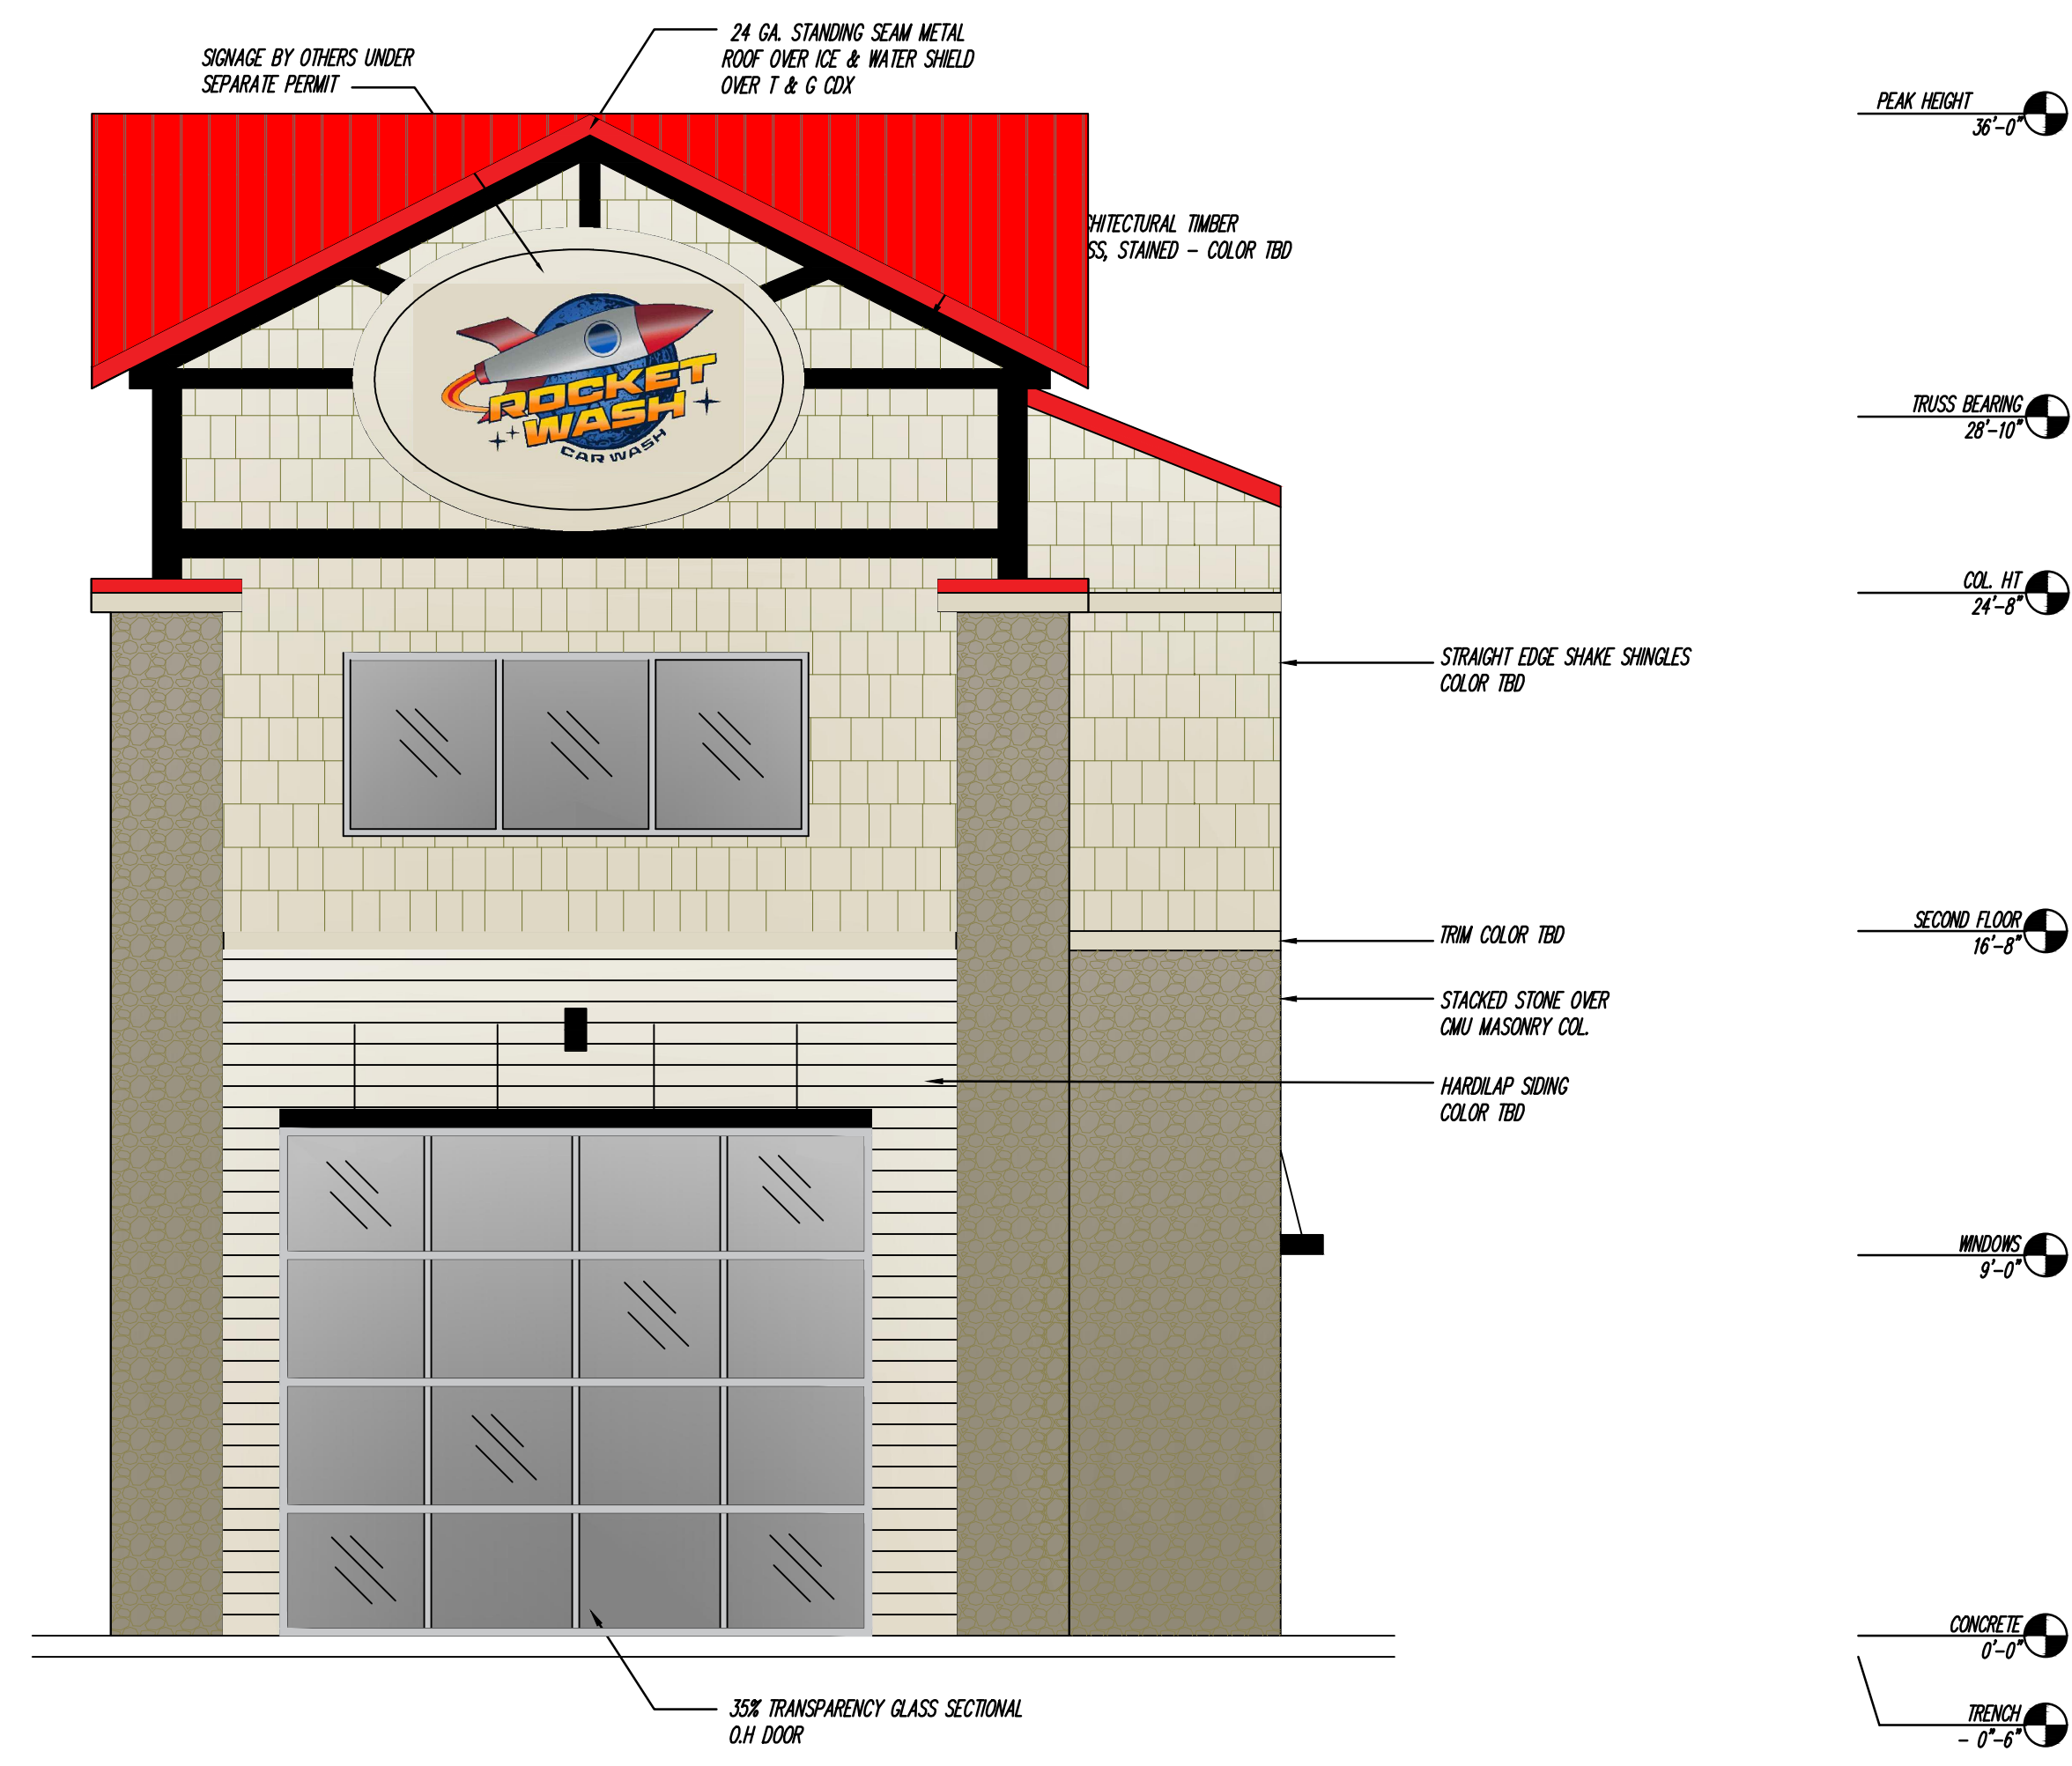 24 GA. STANDING SEAM METAL
ROOF OVER ICE & WATER SHIELD
OVER T & G CDX
SIGNAGE BY OTHERS UNDER
SEPARATE PERMIT
PEAK HEIGHT
36'-0"
CHITECTURAL TIMBER
SS, STAINED - COLOR TBD
ROCKET
WASH
CAR WASH
TRUSS BEARING
28'-10"
COL. HT
24'-8"
STRAIGHT EDGE SHAKE SHINGLES
COLOR TBD
TRIM COLOR TBD
SECOND FLOOR
16'-8"
STACKED STONE OVER
CMU MASONRY COL.
HARDILAP SIDING
COLOR TBD
WINDOWS
9'-0"
CONCRETE
0'-0"
35% TRANSPARENCY GLASS SECTIONAL
O.H DOOR
TRENCH
- 0"-6"